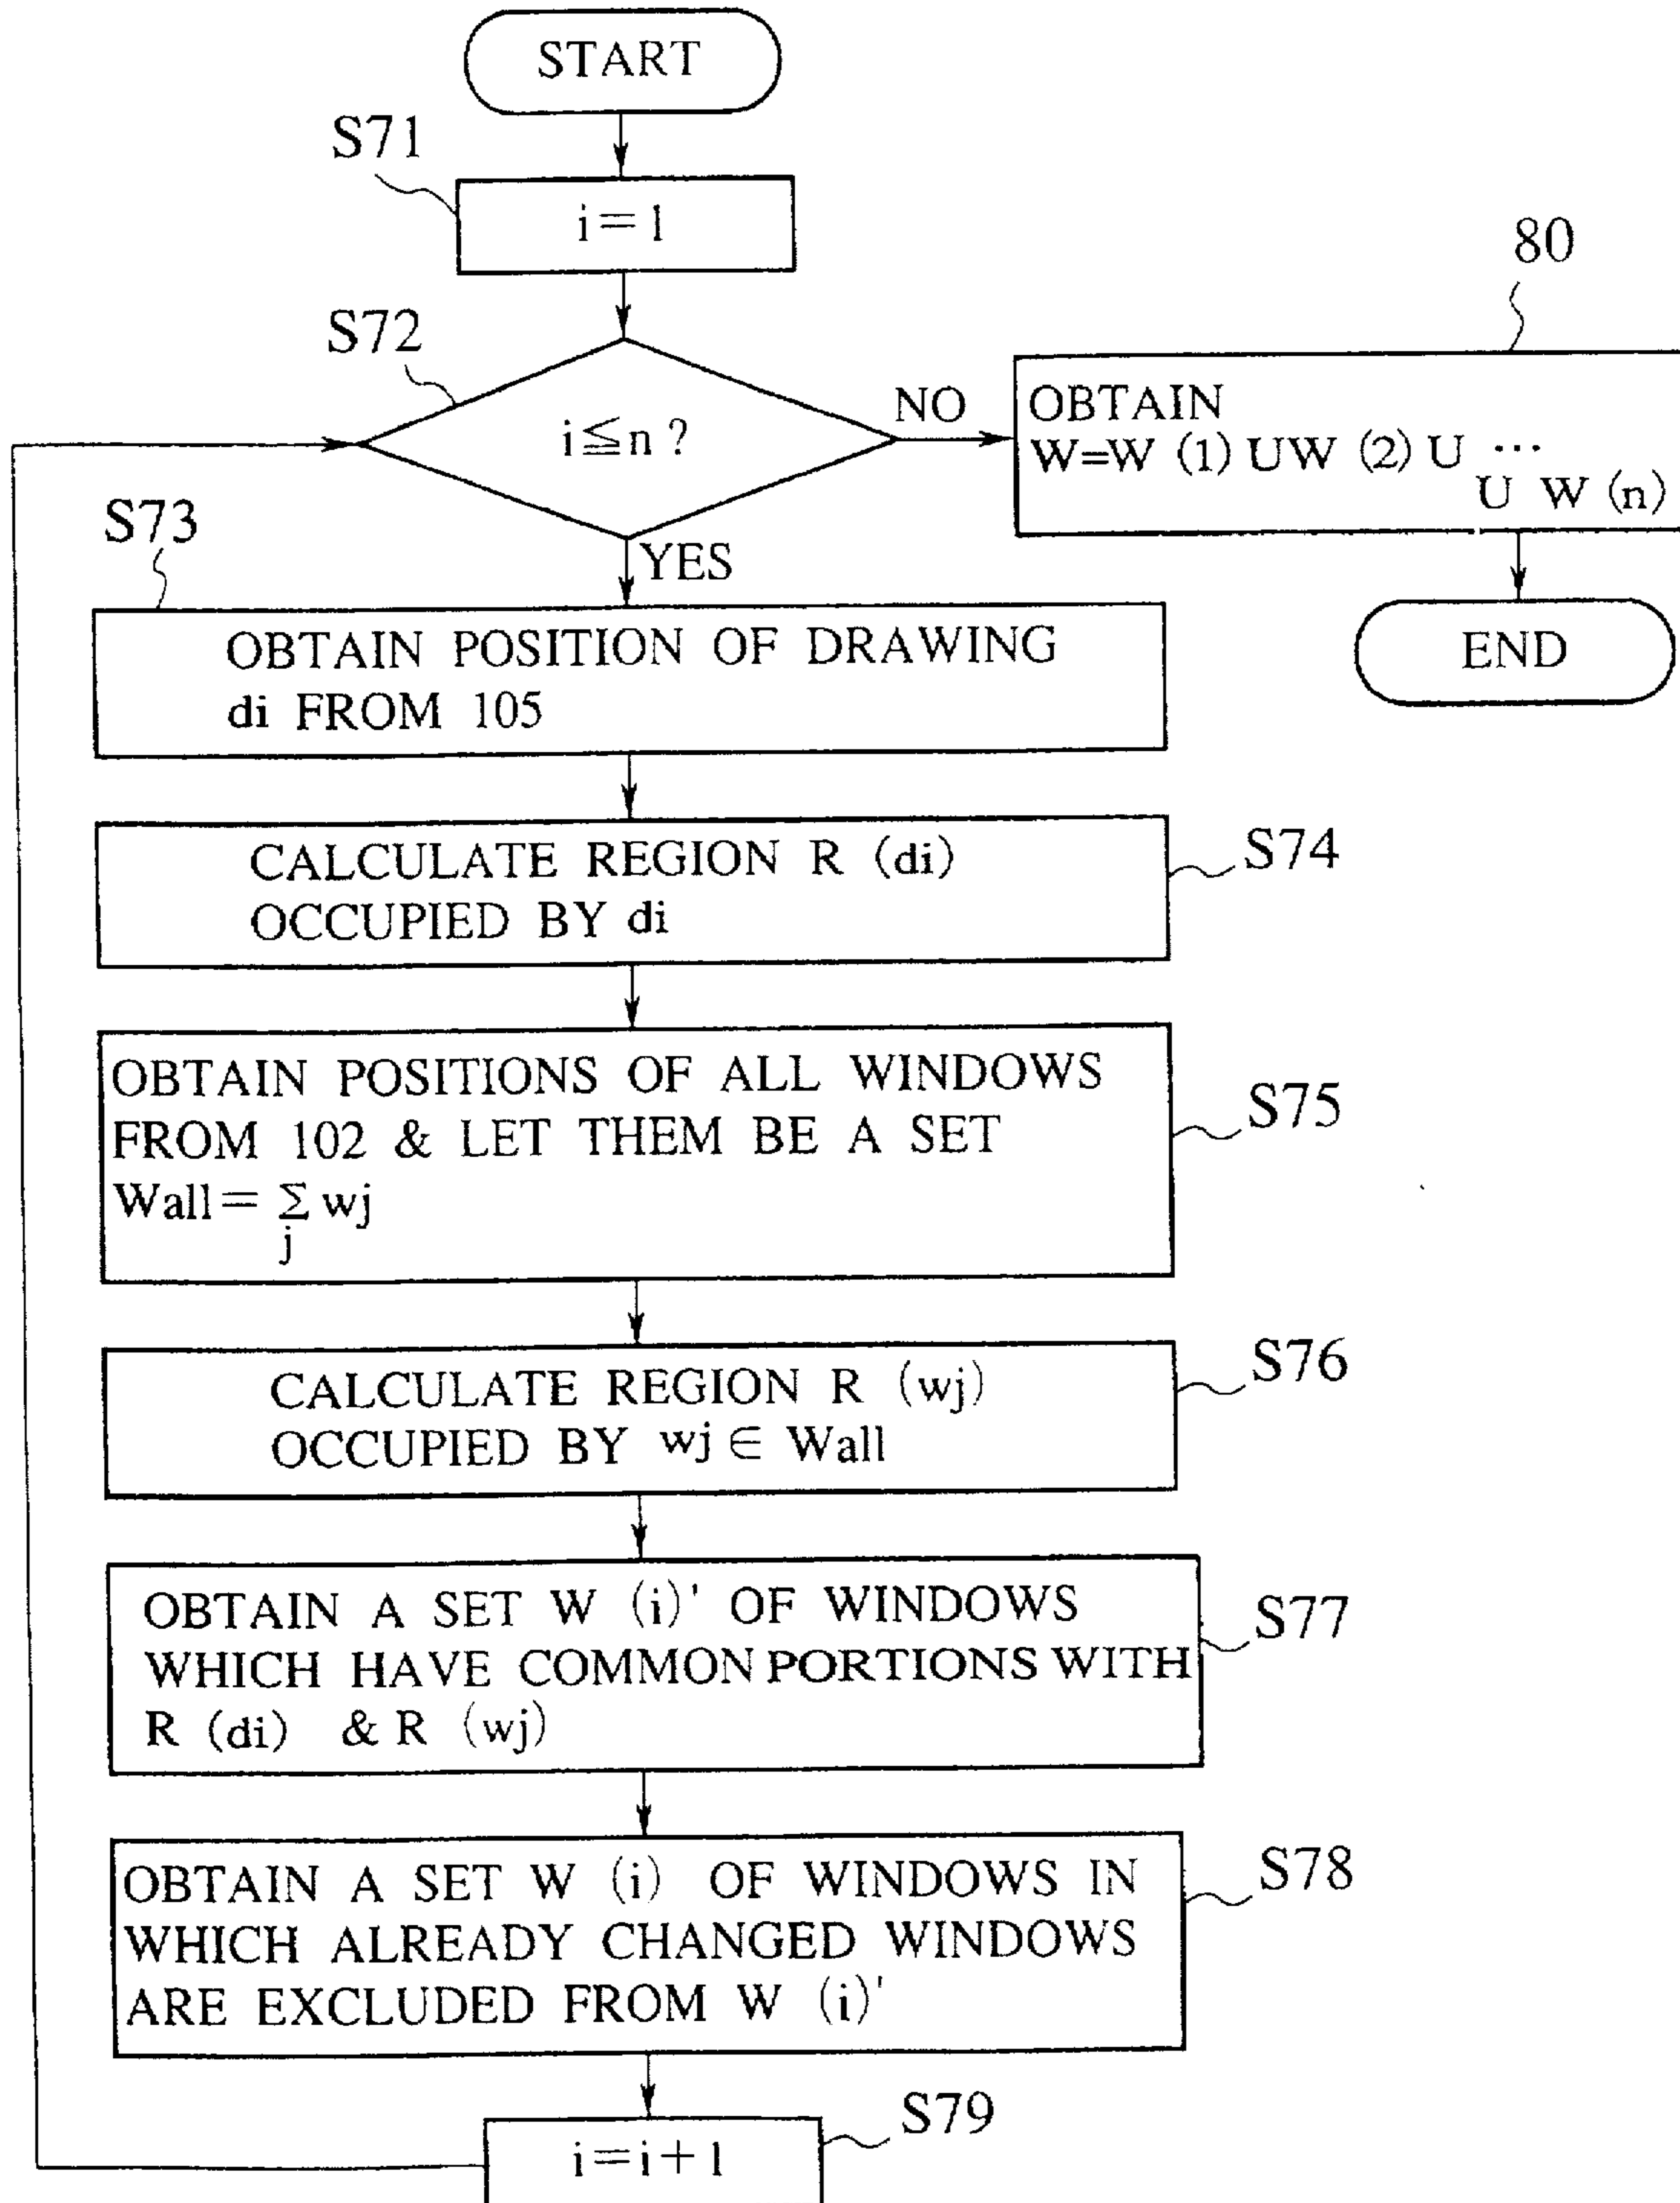 START
S71
i=1
80
S72
i≦n ?
NO
OBTAIN
W=W (1) UW (2) U ...
U W (n)
S73
YES
END
OBTAIN POSITION OF DRAWING
di FROM 105
S74
CALCULATE REGION R (di)
OCCUPIED BY di
S75
OBTAIN POSITIONS OF ALL WINDOWS
FROM 102 & LET THEM BE A SET
Wall = Σ wj
j
S76
CALCULATE REGION R (wj)
OCCUPIED BY wj ∈ Wall
S77
OBTAIN A SET W (i)' OF WINDOWS
WHICH HAVE COMMON PORTIONS WITH
R (di) & R (wj)
S78
OBTAIN A SET W (i) OF WINDOWS IN
WHICH ALREADY CHANGED WINDOWS
ARE EXCLUDED FROM W (i)'
S79
i=i+1